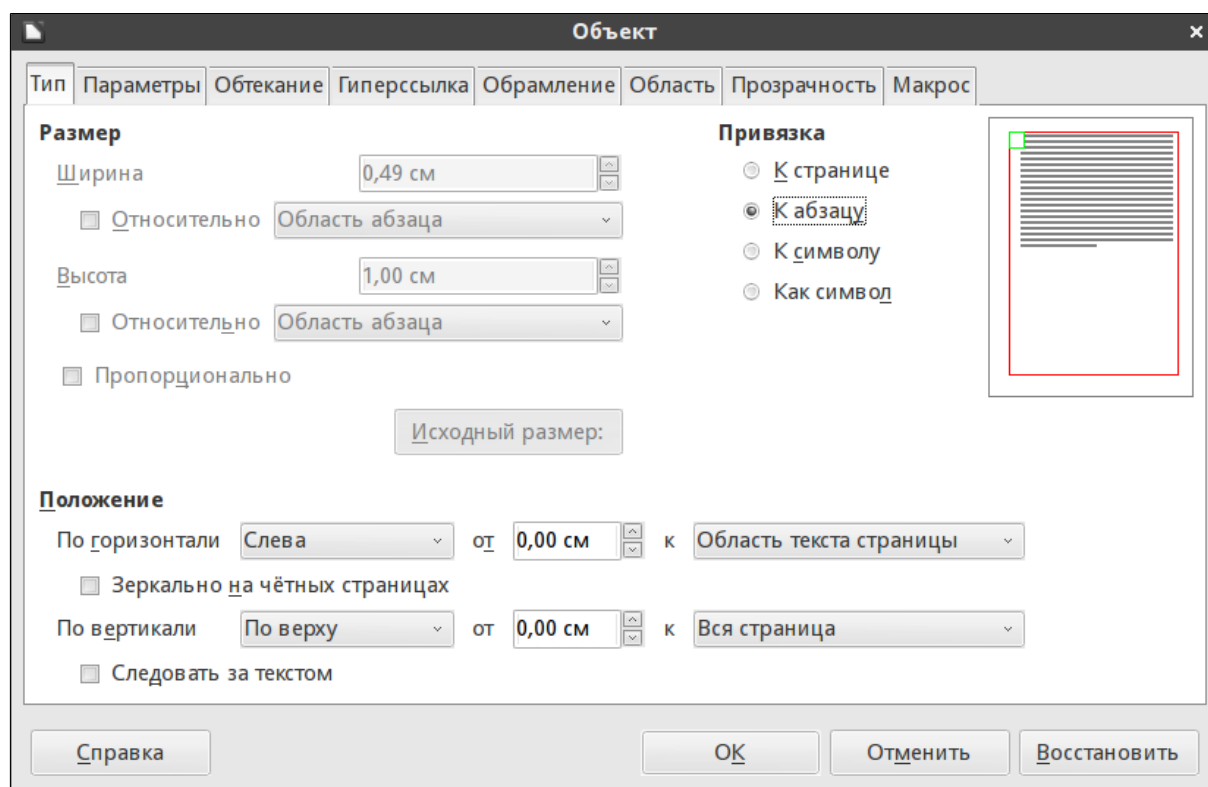 Объект
Тип Параметры Обтекание Гиперссылка Обрамление Область Прозрачность Макрос
Размер
Ширина 0,49 см
Относительно Область абзаца
Высота 1,00 см
Относительно Область абзаца
Пропорционально
Исходный размер:
Привязка
К странице
К абзацу
К символу
Как символ
Положение
По горизонтали Слева от 0,00 см к Область текста страницы
Зеркально на чётных страницах
По вертикали По верху от 0,00 см к Вся страница
Следовать за текстом
Справка OK Отменить Восстановить